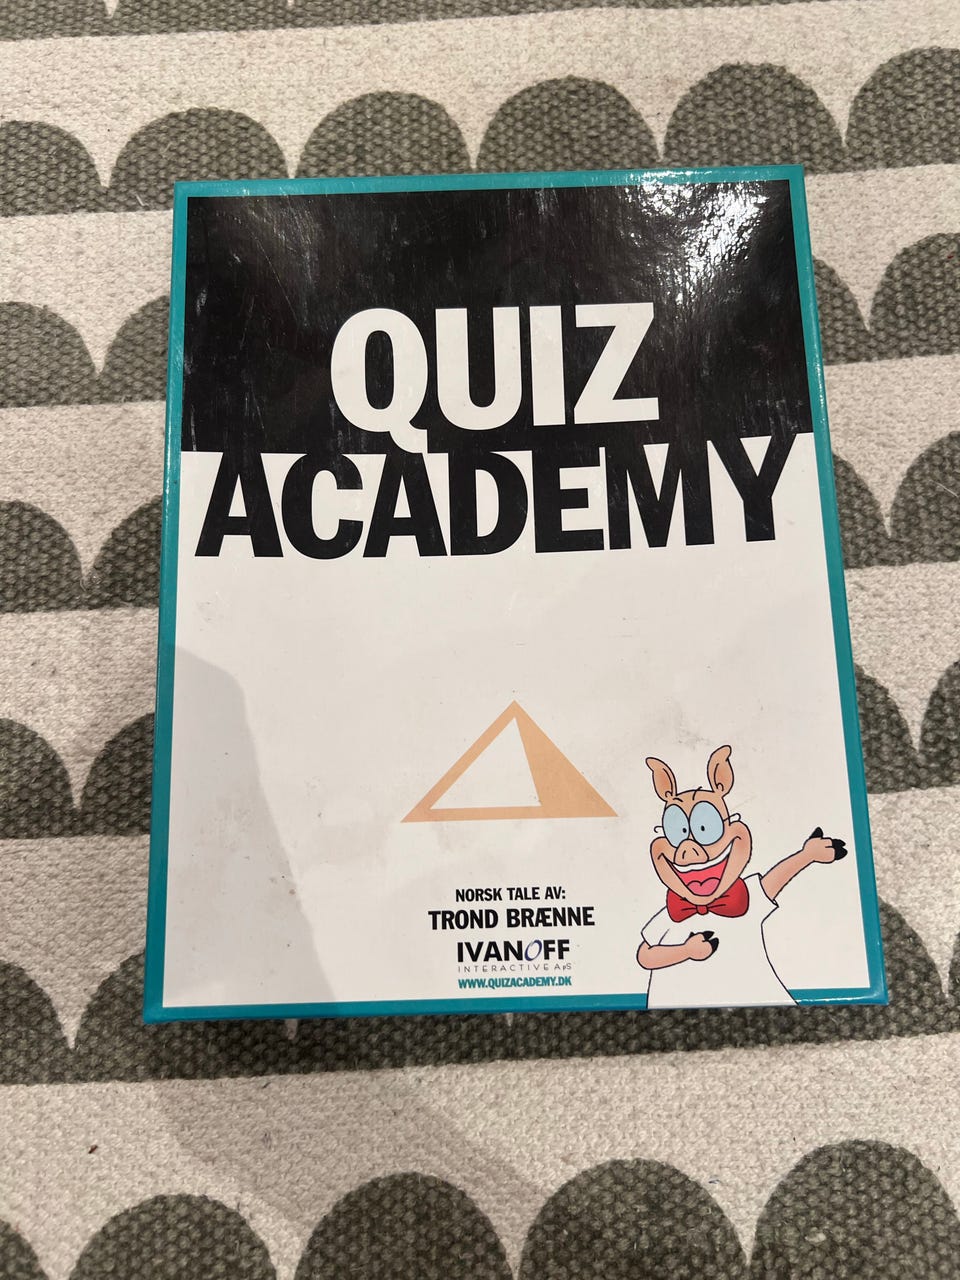 QUIZ
ACADEMY
NORSK TALE AV:
TROND BRÆNNE
IVANOFF
INTERACTIVE ApS
WWW.QUIZACADEMY.DK